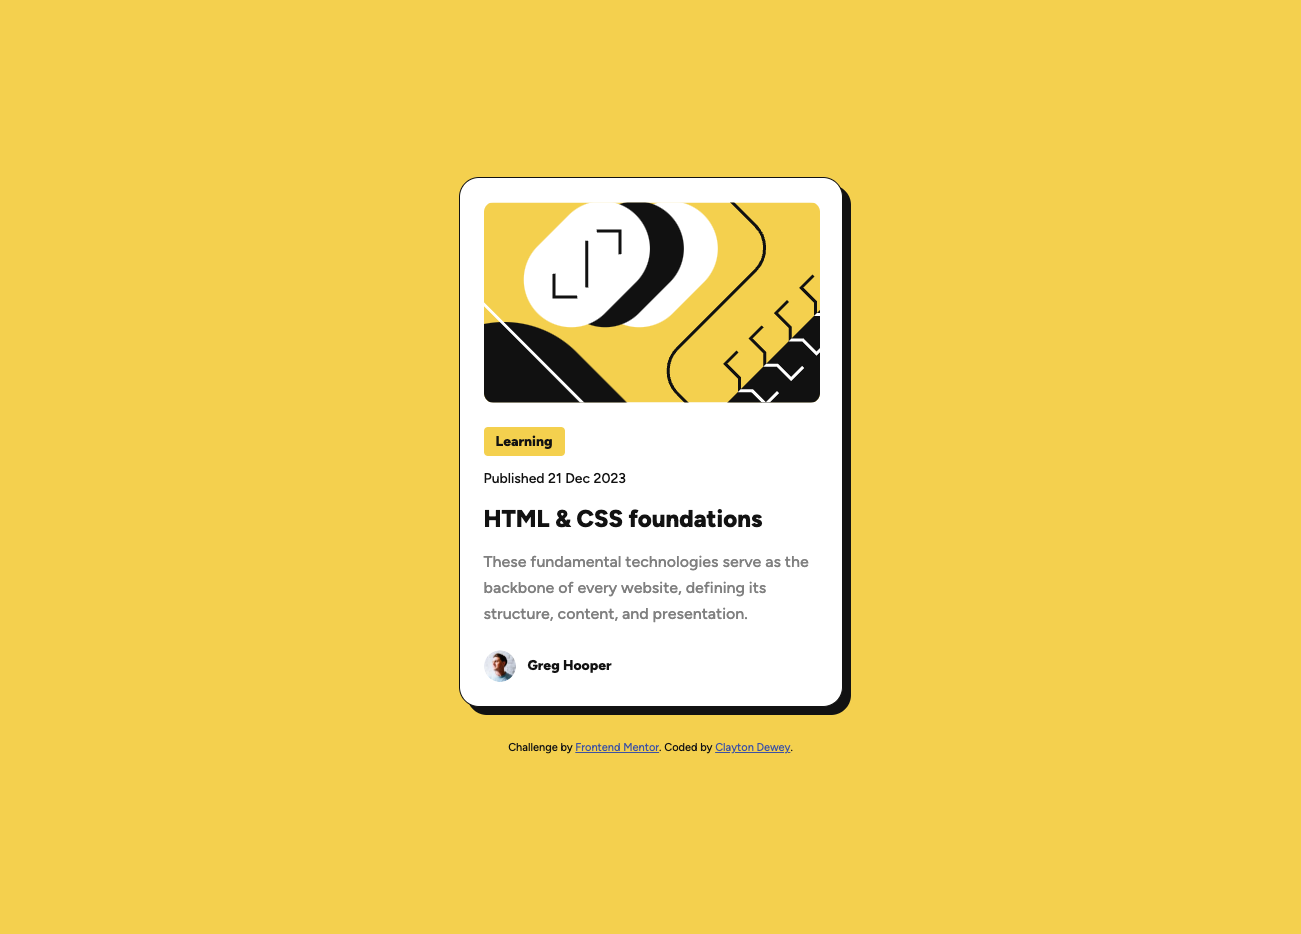 Learning
Published 21 Dec 2023
HTML & CSS foundations
These fundamental technologies serve as the
backbone of every website, defining its
structure, content, and presentation.
Greg Hooper
Challenge by Frontend Mentor. Coded by Clayton Dewey.